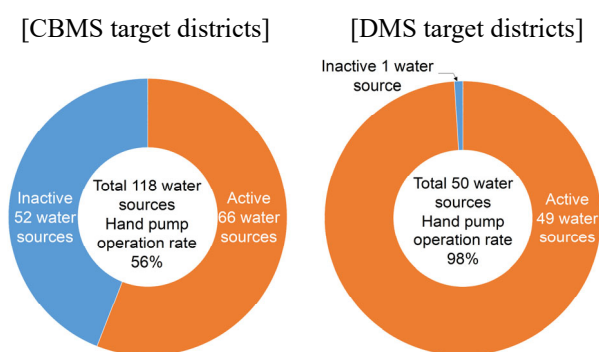 [CBMS target districts]
Inactive
52 water
sources
Total 118 water
sources
Hand pump
operation rate
56%
Active
66 water
sources
[DMS target districts]
Inactive 1 water
source
Total 50 water
sources
Hand pump
operation rate
98%
Active
49 water
sources